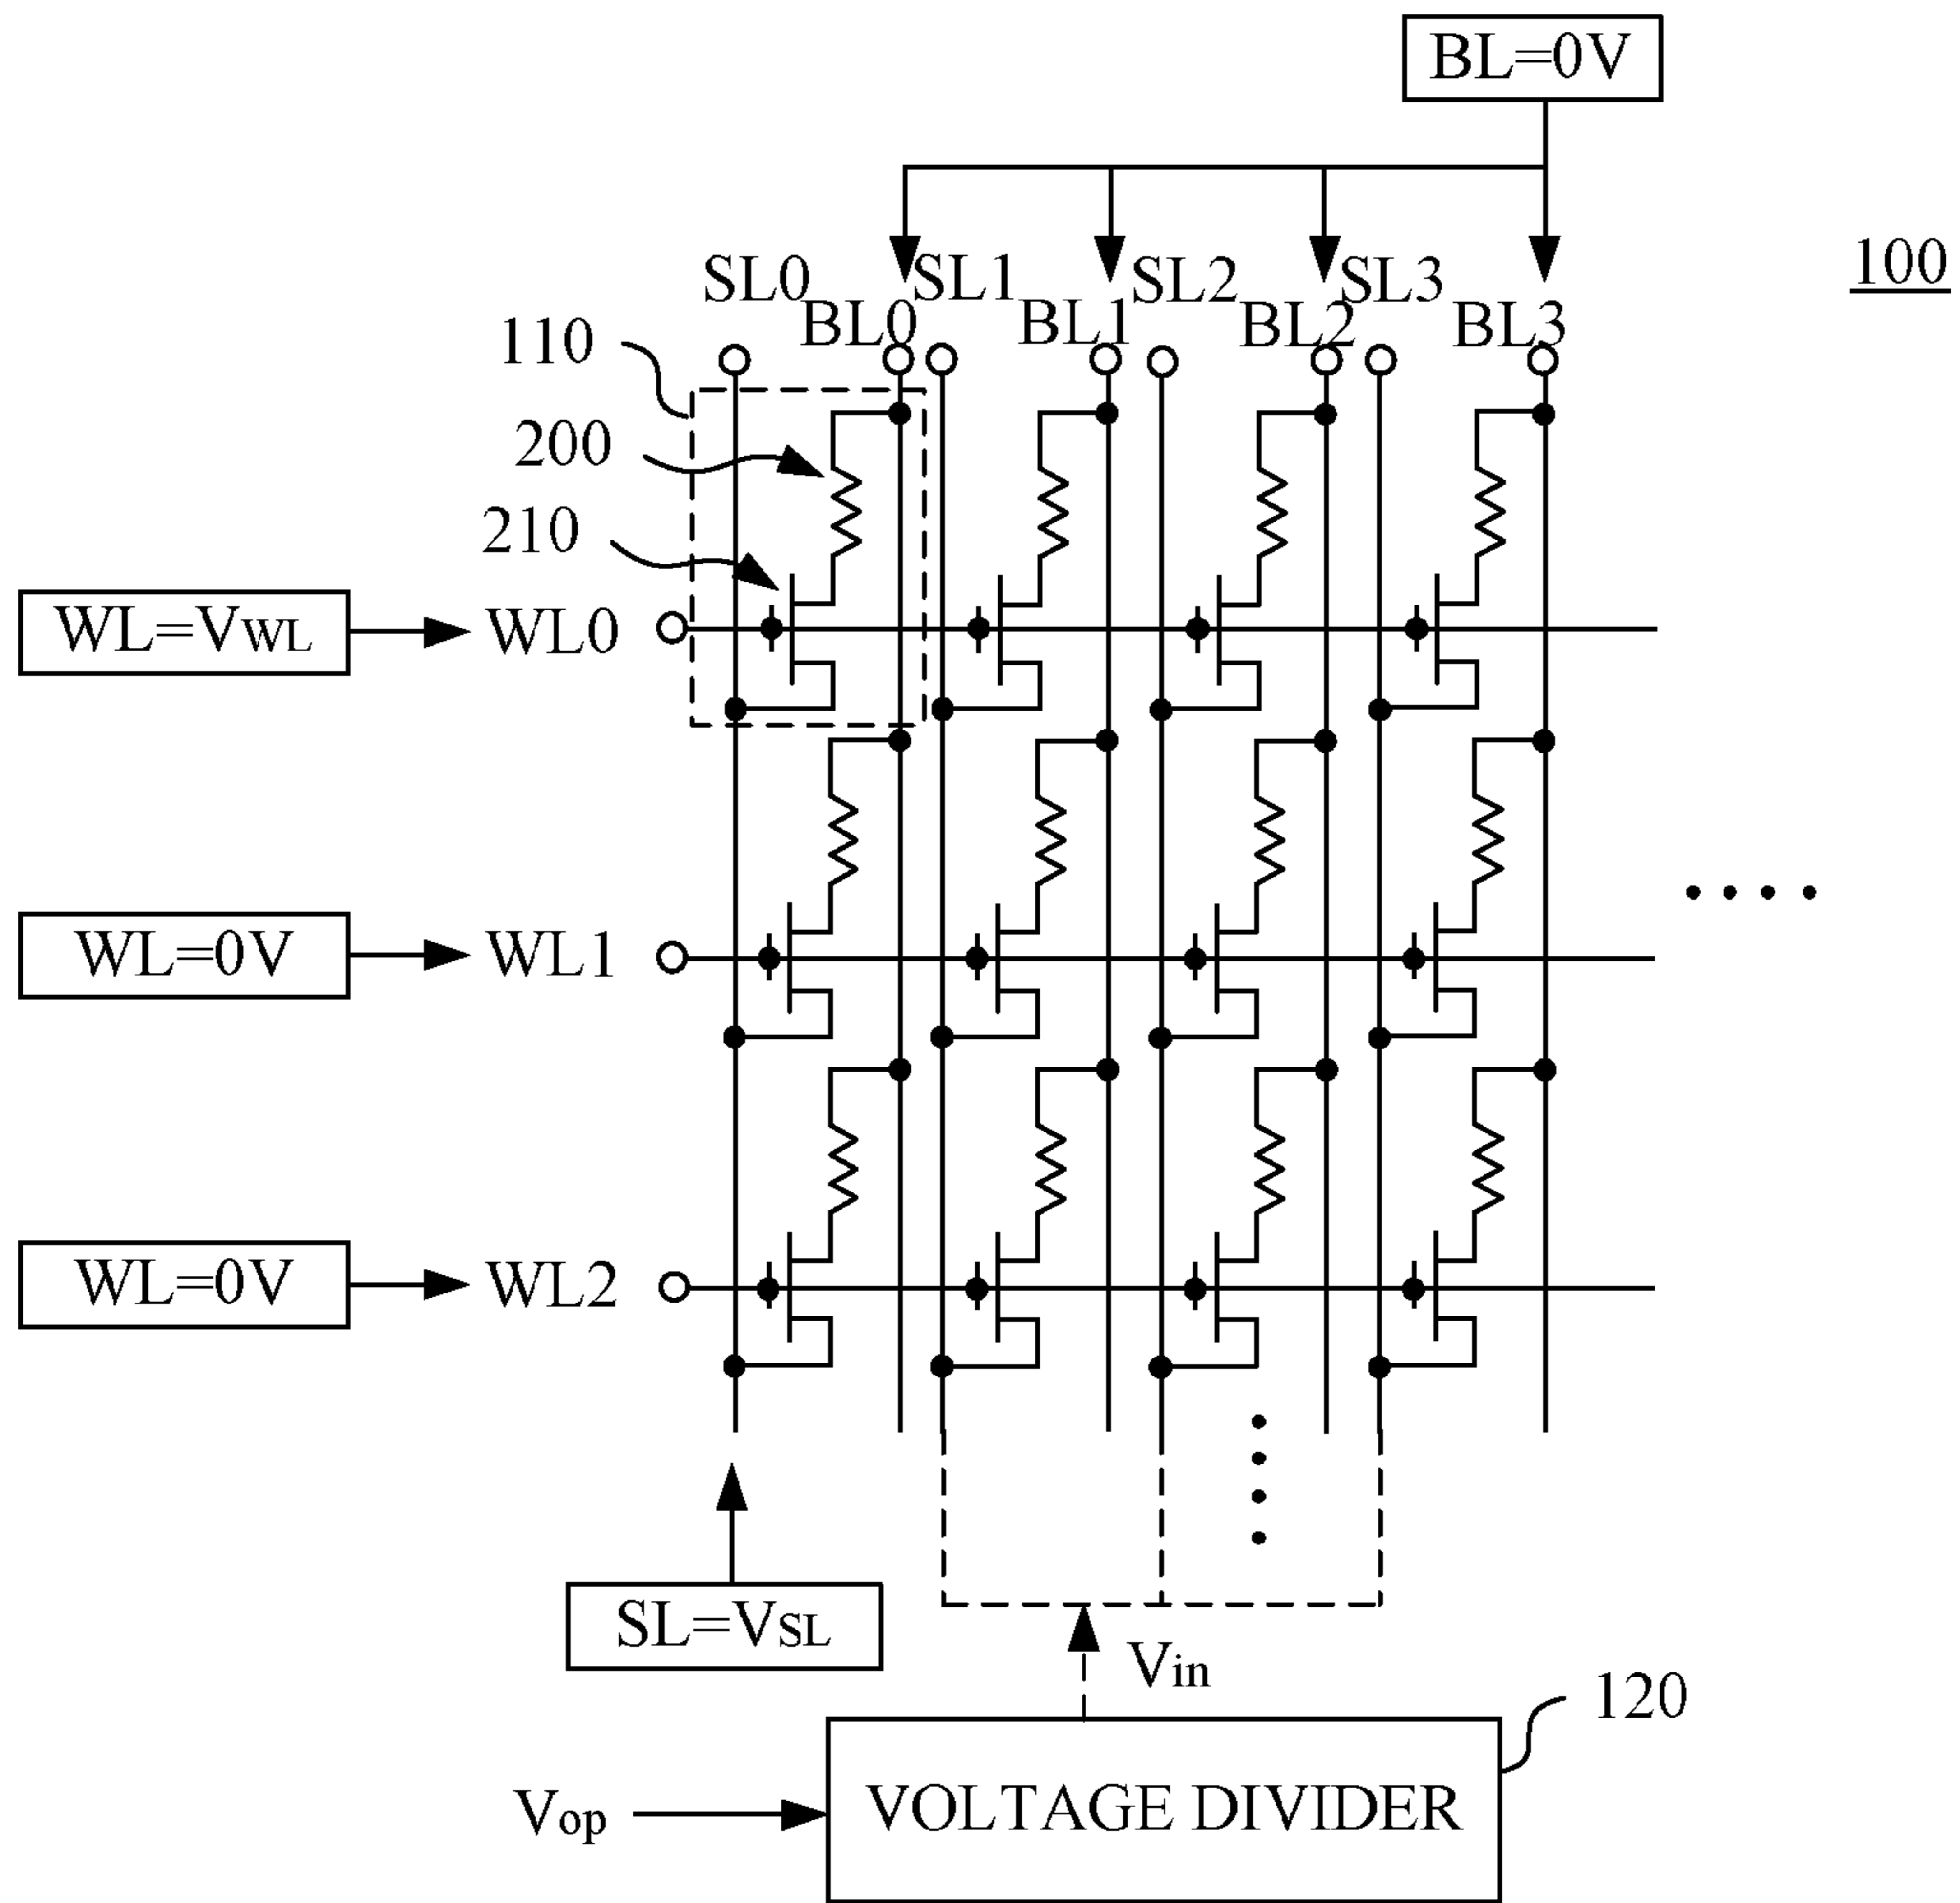 BL=0V
100
SL0 SL1 SL2 SL3
BL0 BL1 BL2 BL3
110
200
210
WL=VWL WL0
WL=0V WL1
WL=0V WL2
SL=VSL
Vin
120
Vop VOLTAGE DIVIDER